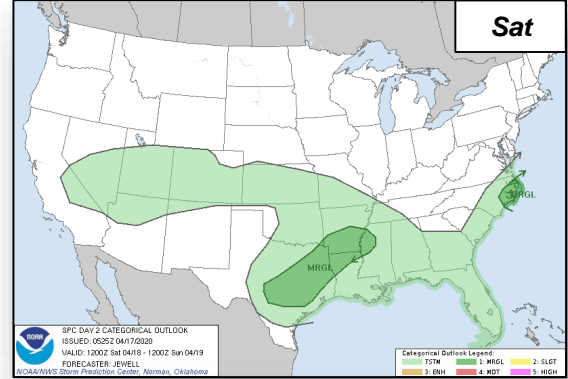 Sat
MRGL
MRGL
NOAA
SPC DAY 2 CATEGORICAL OUTLOOK
ISSUED: 0525Z 04/17/2020
VALID: 1200Z Sat 04/18 - 1200Z Sun 04/19
FORECASTER: JEWELL
NOAA/NWS Storm Prediction Center, Norman, Oklahoma
Categorical Outlook Legend:
TSTM 1: MRGL 2: SLGT
3: ENH 4: MDT 5: HIGH